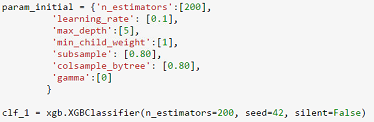 param_initial = {'n_estimators':[200],
'learning_rate': [0.1],
'max_depth':[5],
'min_child_weight':[1],
'subsample': [0.80],
'colsample_bytree': [0.80],
'gamma':[0]
}
clf_1 = xgb.XGBClassifier(n_estimators=200, seed=42, silent=False)